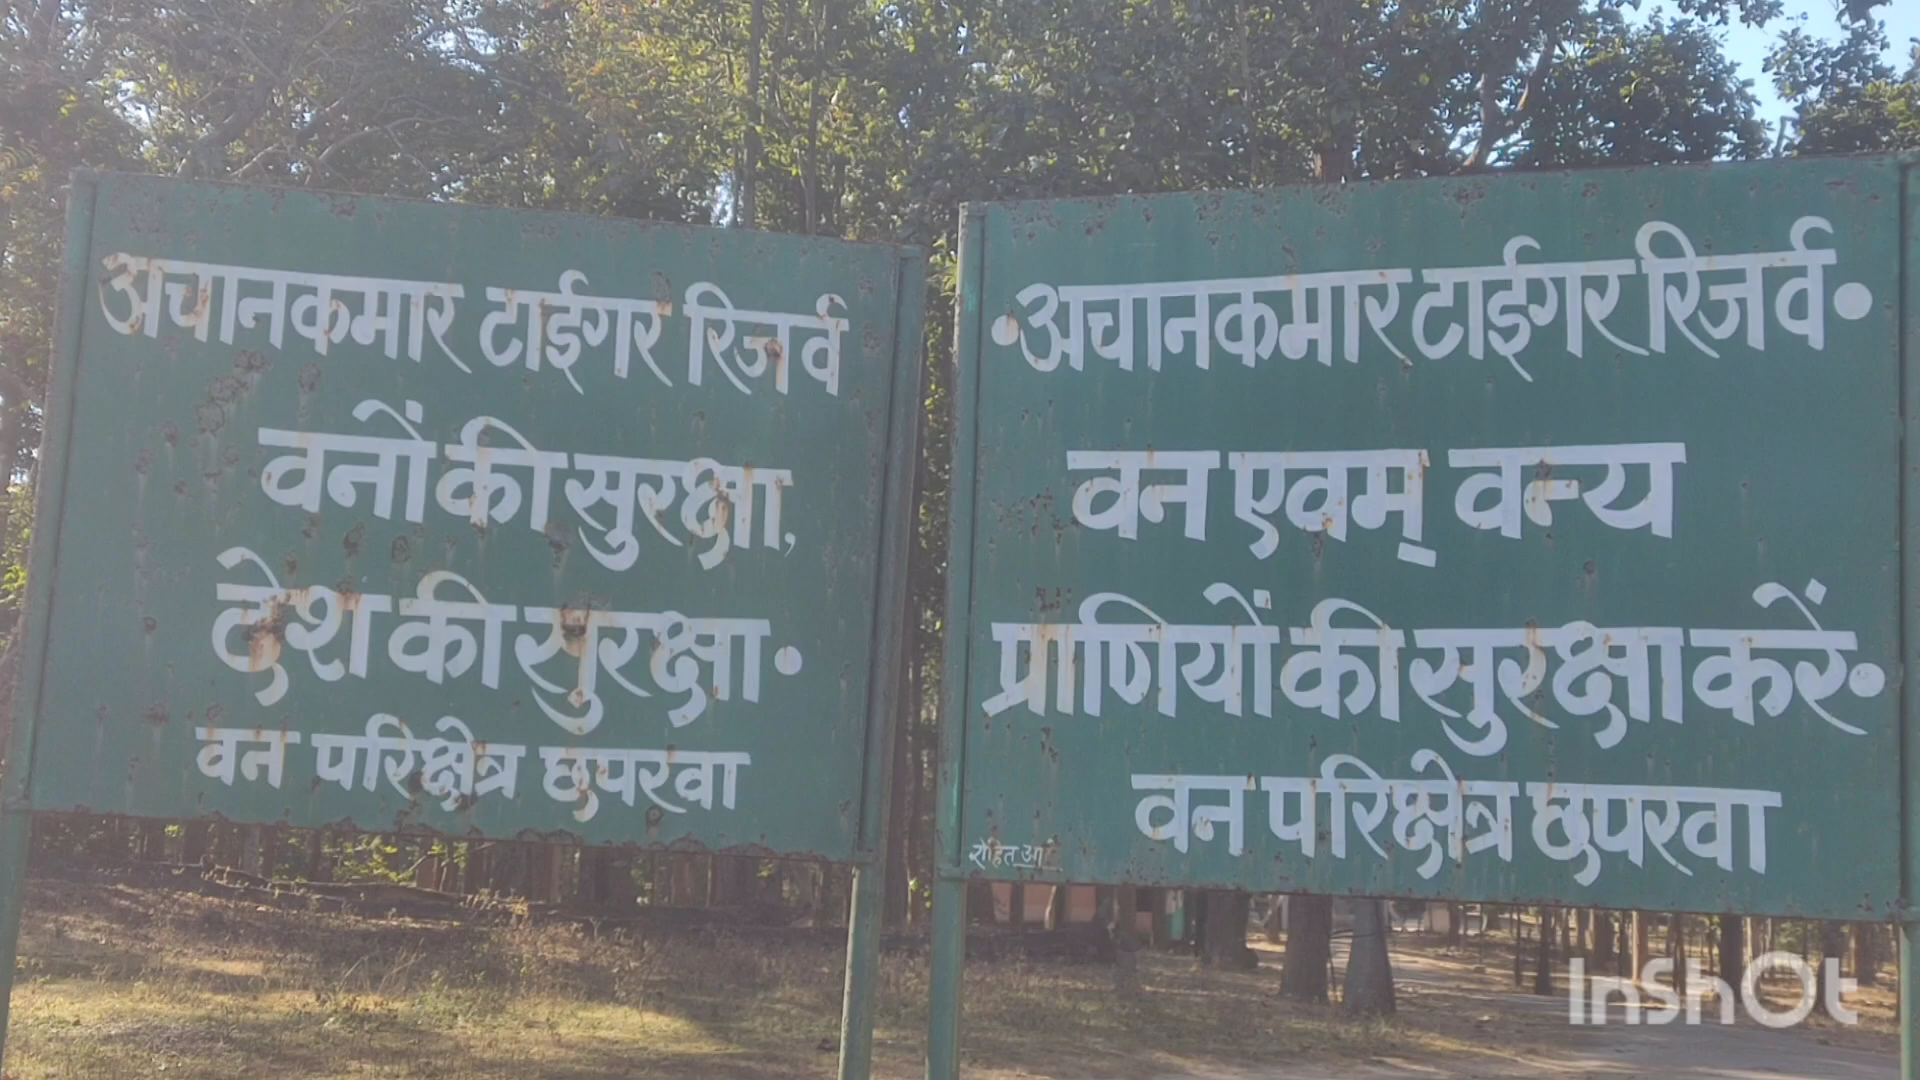 अचानकमार टाईगर रिजर्व
वनों की सुरक्षा,
देश की सुरक्षा•
वन परिक्षेत्र छपरवा
•अचानकमार टाईगर रिजर्व•
वन एवम् वन्य
प्राणियों की सुरक्षा करें•
वन परिक्षेत्र छपरवा
रोहित
InShOt